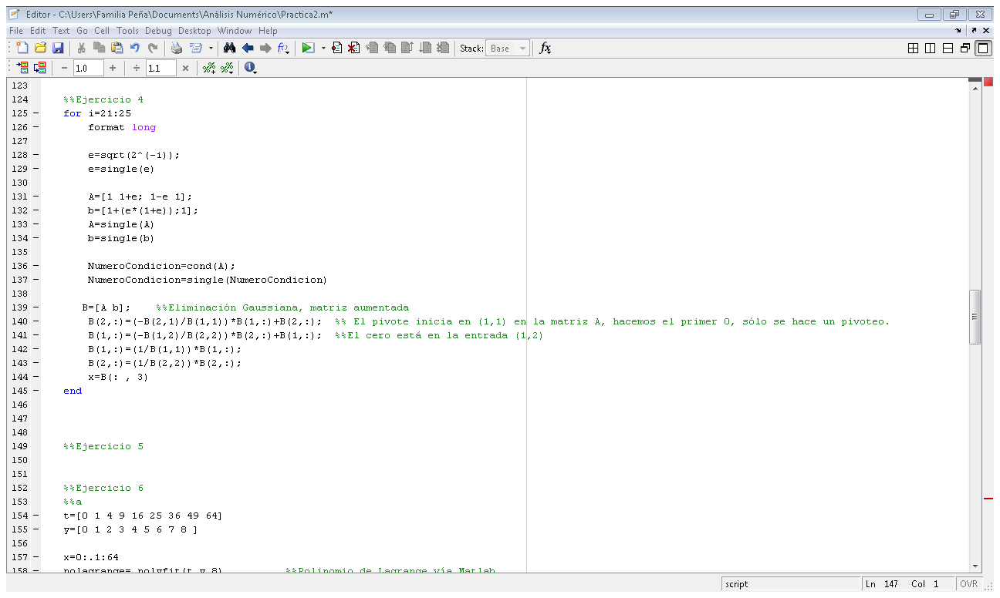 Editor - C:\Users\Familia Peña\Documents\Análisis Numérico\Practica2.m*
File Edit Text Go Cell Tools Debug Desktop Window Help
Stack: Base fx
− 1.0 + ÷ 1.1 ×
123
124 %%Ejercicio 4
125 − for i=21:25
126 − format long
127
128 − e=sqrt(2^(-i));
129 − e=single(e)
130
131 − A=[1 1+e; 1-e 1];
132 − b=[1+(e*(1+e));1];
133 − A=single(A)
134 − b=single(b)
135
136 − NumeroCondicion=cond(A);
137 − NumeroCondicion=single(NumeroCondicion)
138
139 − B=[A b]; %%Eliminación Gaussiana, matriz aumentada
140 − B(2,:)=(-B(2,1)/B(1,1))*B(1,:)+B(2,:); %% El pivote inicia en (1,1) en la matriz A, hacemos el primer 0, sólo se hace un pivoteo.
141 − B(1,:)=(-B(1,2)/B(2,2))*B(2,:)+B(1,:); %%El cero está en la entrada (1,2)
142 − B(1,:)=(1/B(1,1))*B(1,:);
143 − B(2,:)=(1/B(2,2))*B(2,:);
144 − x=B(: , 3)
145 − end
146
147
148
149 %%Ejercicio 5
150
151
152 %%Ejercicio 6
153 %%a
154 − t=[0 1 4 9 16 25 36 49 64]
155 − y=[0 1 2 3 4 5 6 7 8 ]
156
157 − x=0:.1:64
158 − polagrange= polyfit(t,y,8) %%Polinomio de Lagrange vía Matlab
script Ln 147 Col 1 OVR